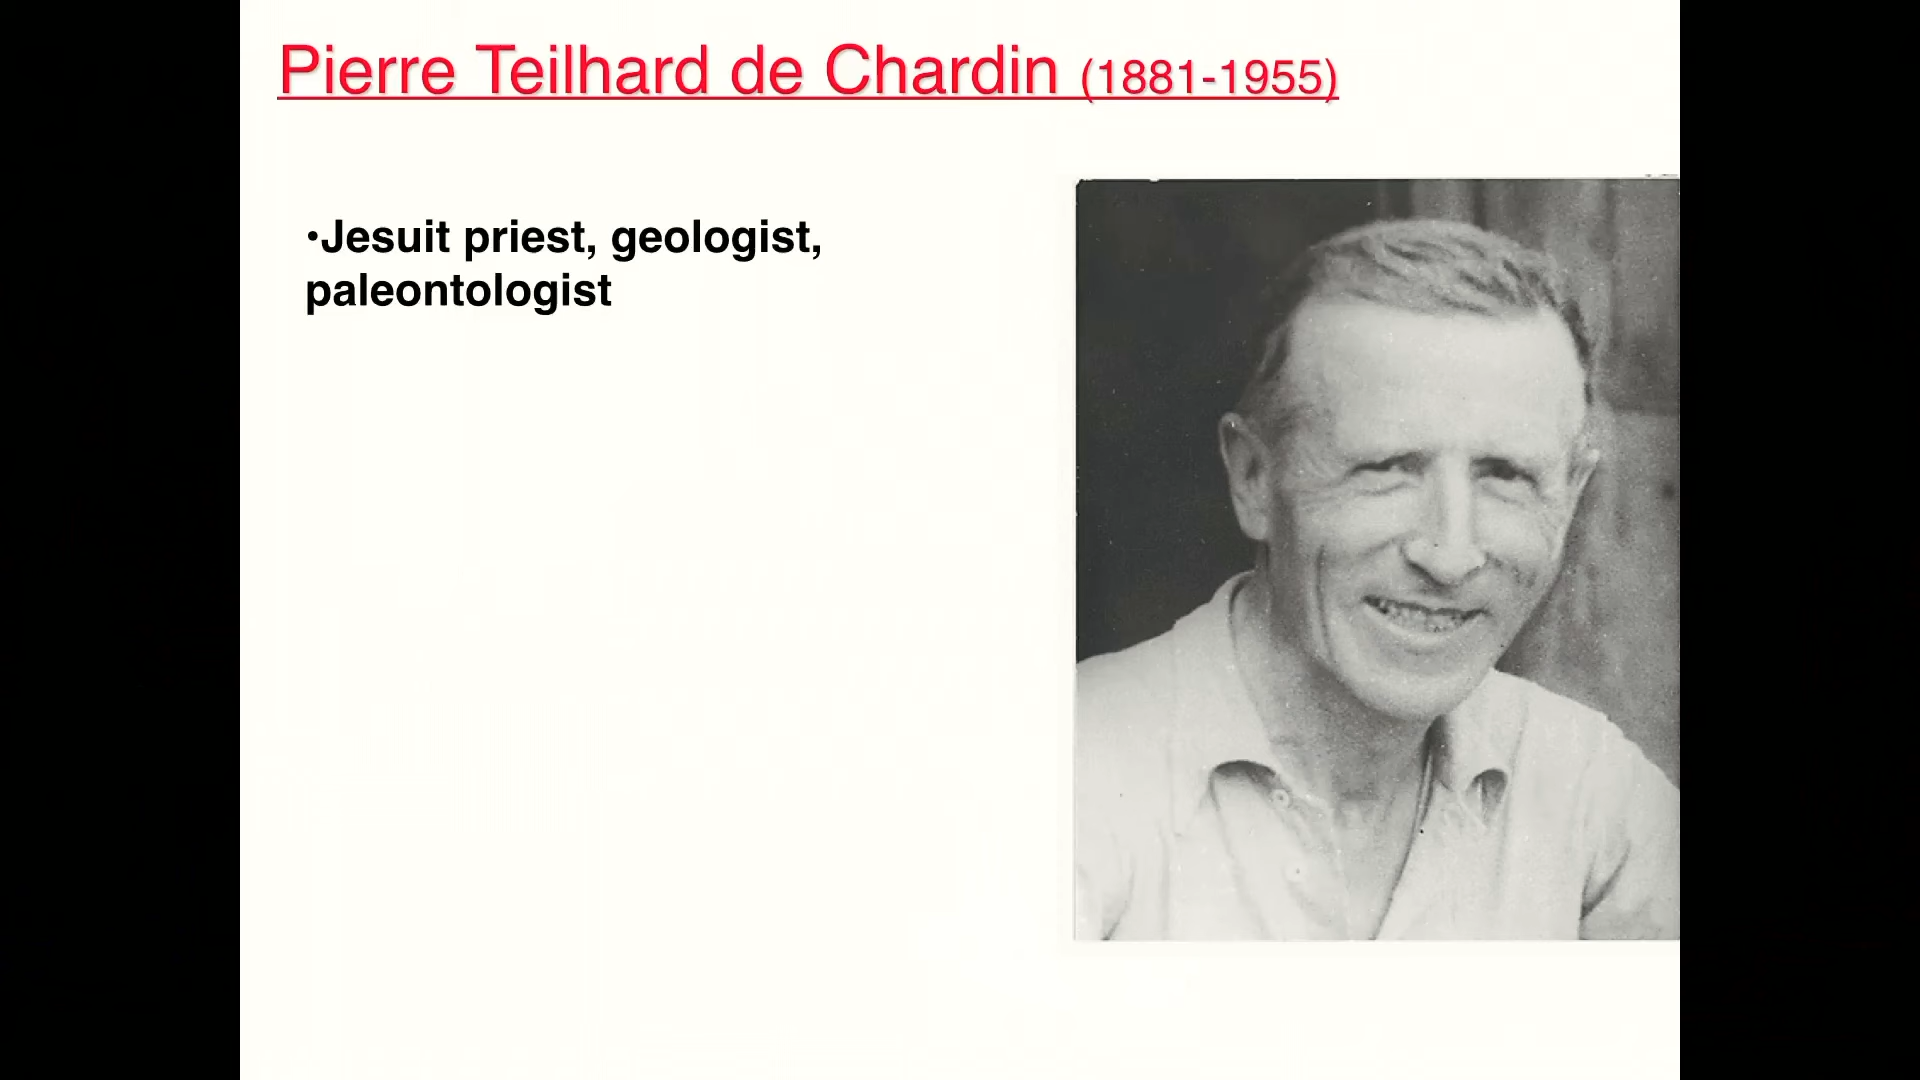 Pierre Teilhard de Chardin (1881-1955)
•Jesuit priest, geologist,
paleontologist